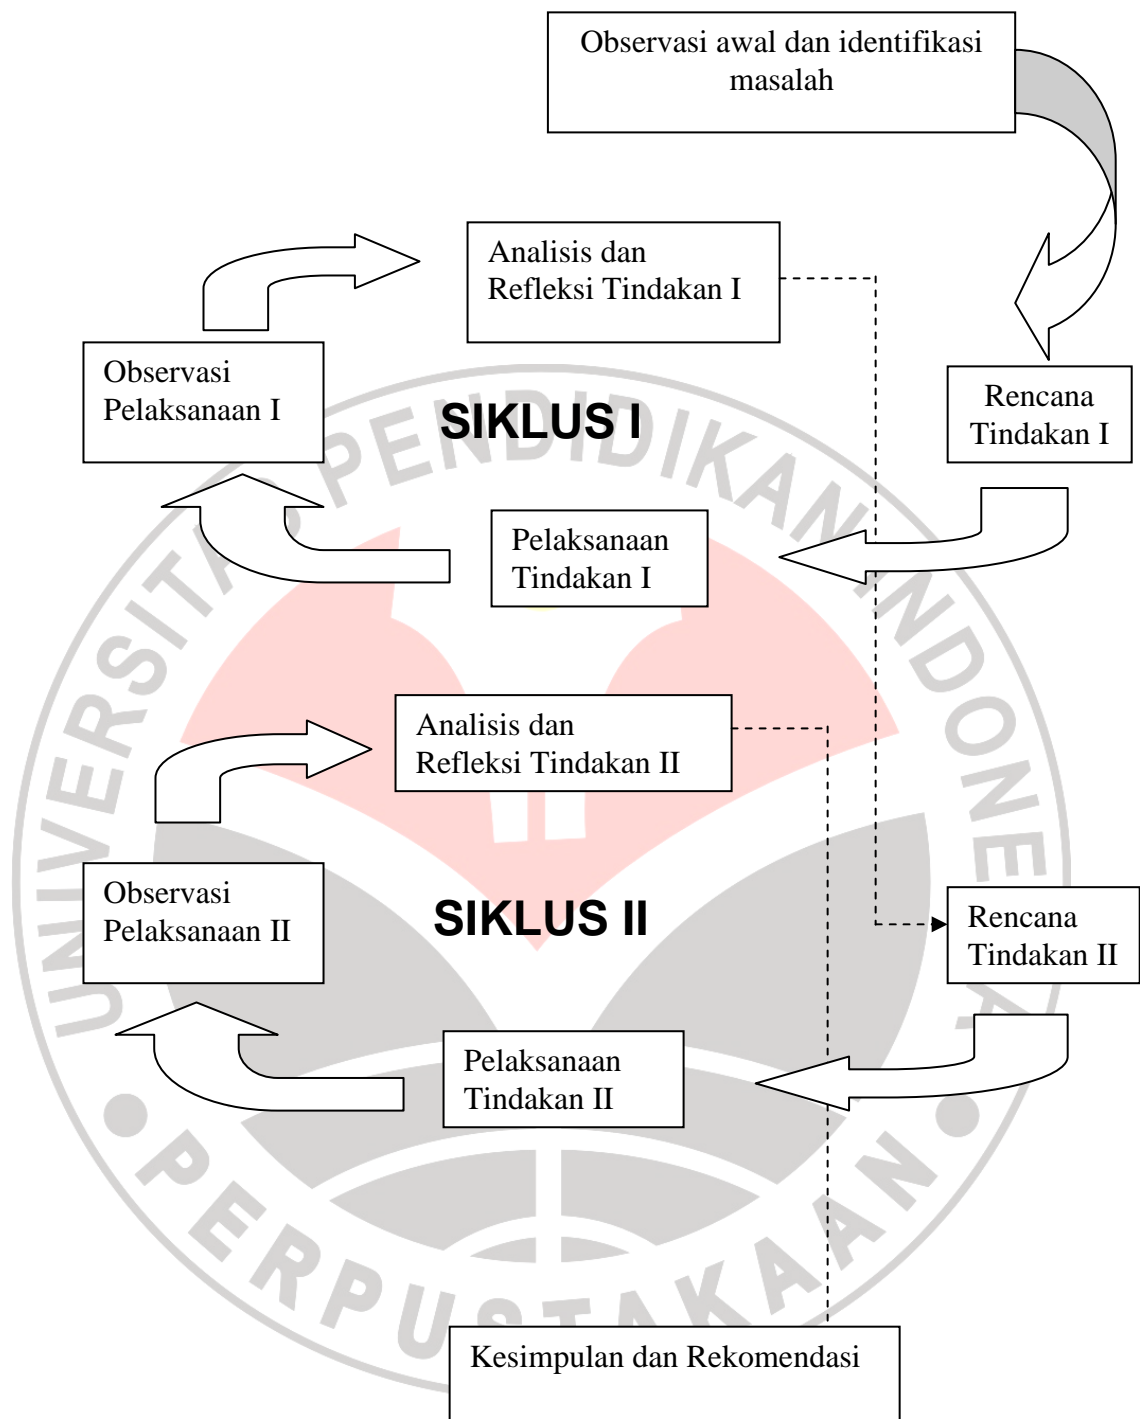 Observasi awal dan identifikasi
masalah
Analisis dan
Refleksi Tindakan I
Observasi
Pelaksanaan I
SIKLUS I
Rencana
Tindakan I
Pelaksanaan
Tindakan I
Analisis dan
Refleksi Tindakan II
Observasi
Pelaksanaan II
SIKLUS II
Rencana
Tindakan II
Pelaksanaan
Tindakan II
Kesimpulan dan Rekomendasi
UNIVERSITAS PENDIDIKAN INDONESIA
PERPUSTAKAAN